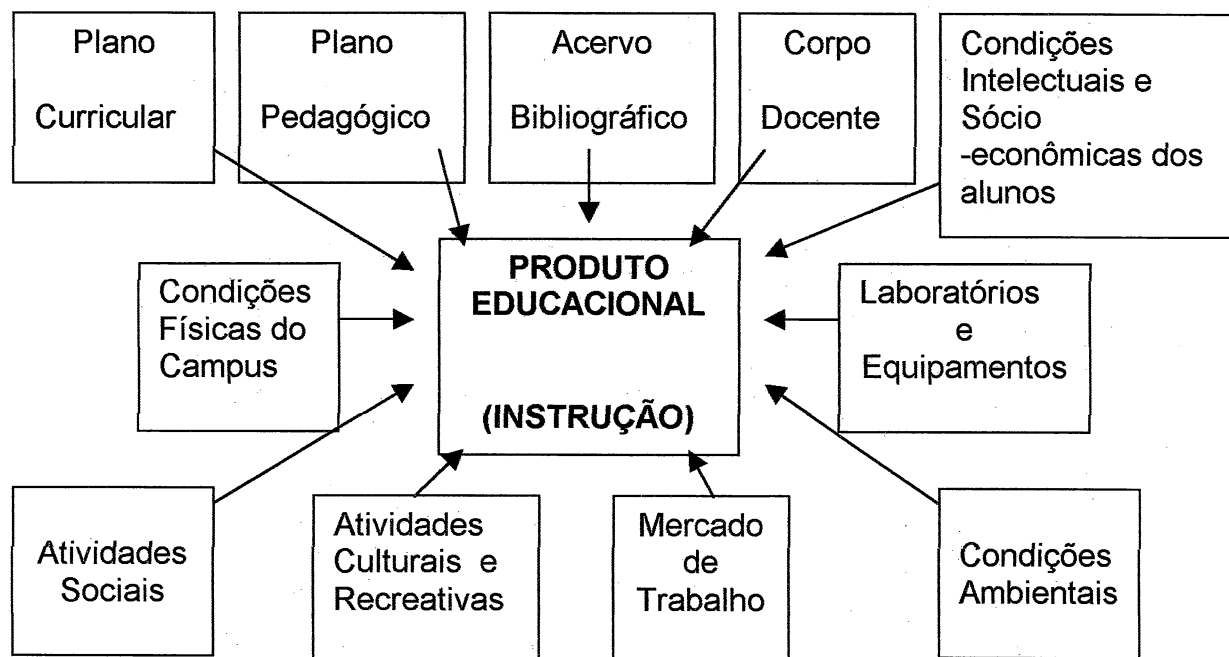 Plano
Curricular
Plano
Pedagógico
Acervo
Bibliográfico
Corpo
Docente
Condições
Intelectuais e
Sócio
-econômicas dos
alunos
Condições
Físicas do
Campus
PRODUTO
EDUCACIONAL
(INSTRUÇÃO)
Laboratórios
e
Equipamentos
Atividades
Sociais
Atividades
Culturais e
Recreativas
Mercado
de
Trabalho
Condições
Ambientais